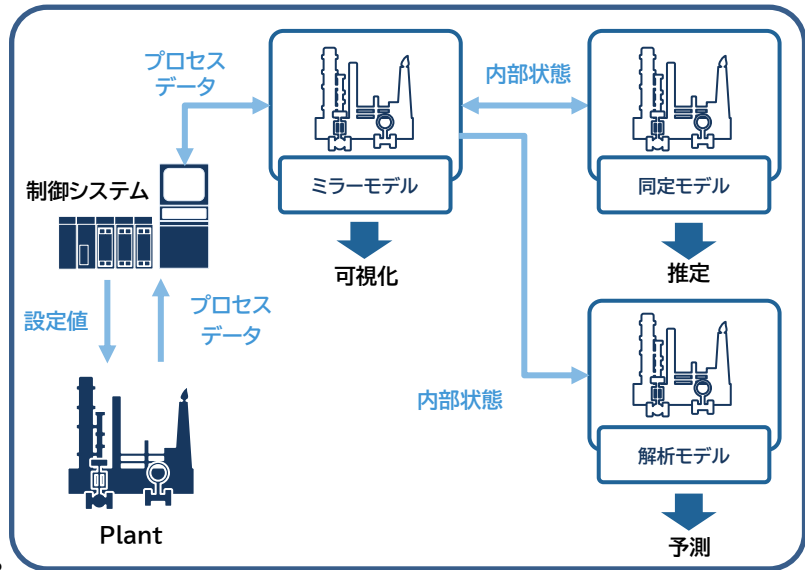 プロセス
データ
内部状態
制御システム
ミラーモデル
同定モデル
可視化
推定
設定値
プロセス
データ
内部状態
解析モデル
Plant
予測